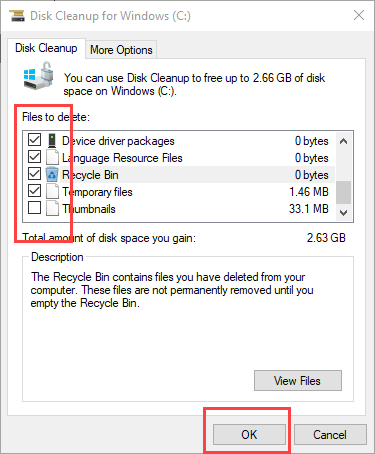 Disk Cleanup for Windows (C:)
Disk Cleanup More Options
You can use Disk Cleanup to free up to 2.66 GB of disk
space on Windows (C:).
Files to delete:
Device driver packages 0 bytes
Language Resource Files 0 bytes
Recycle Bin 0 bytes
Temporary files 1.46 MB
Thumbnails 33.1 MB
Total amount of disk space you gain: 2.63 GB
Description
The Recycle Bin contains files you have deleted from your
computer. These files are not permanently removed until you
empty the Recycle Bin.
View Files
OK Cancel